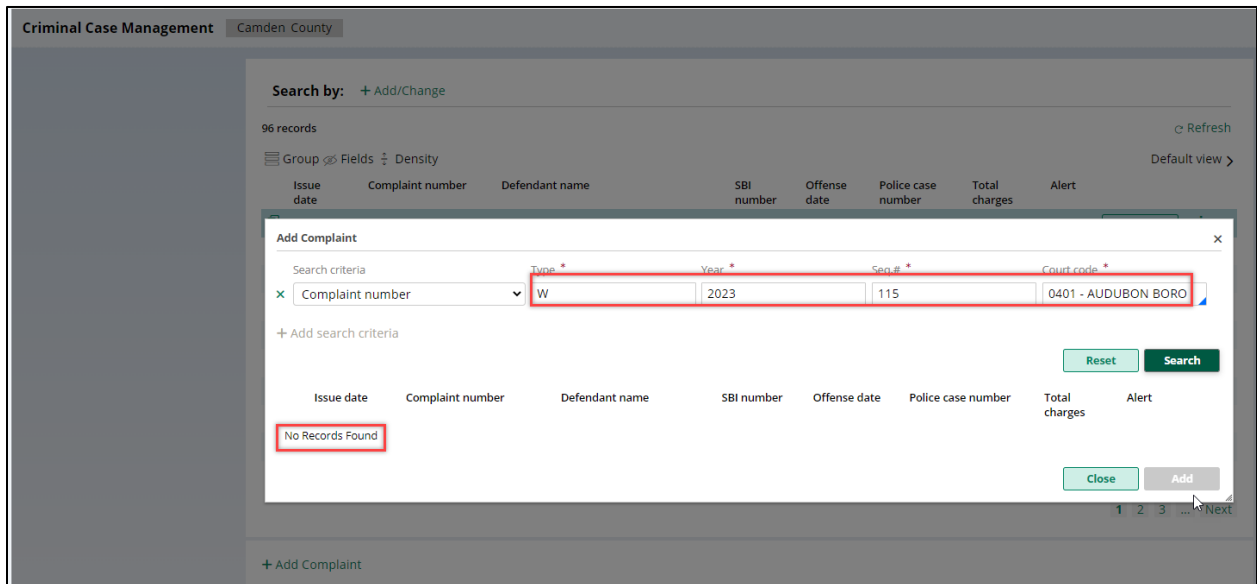 Criminal Case Management Camden County
Search by: + Add/Change
96 records Refresh
Group Fields Density Default view
Issue date Complaint number Defendant name SBI number Offense date Police case number Total charges Alert
Add Complaint ×
Search criteria Type * Year * Seq.# * Court code *
× Complaint number W 2023 115 0401 - AUDUBON BORO
+ Add search criteria
Reset Search
Issue date Complaint number Defendant name SBI number Offense date Police case number Total charges Alert
No Records Found
Close Add
1 2 3 ... Next
+ Add Complaint